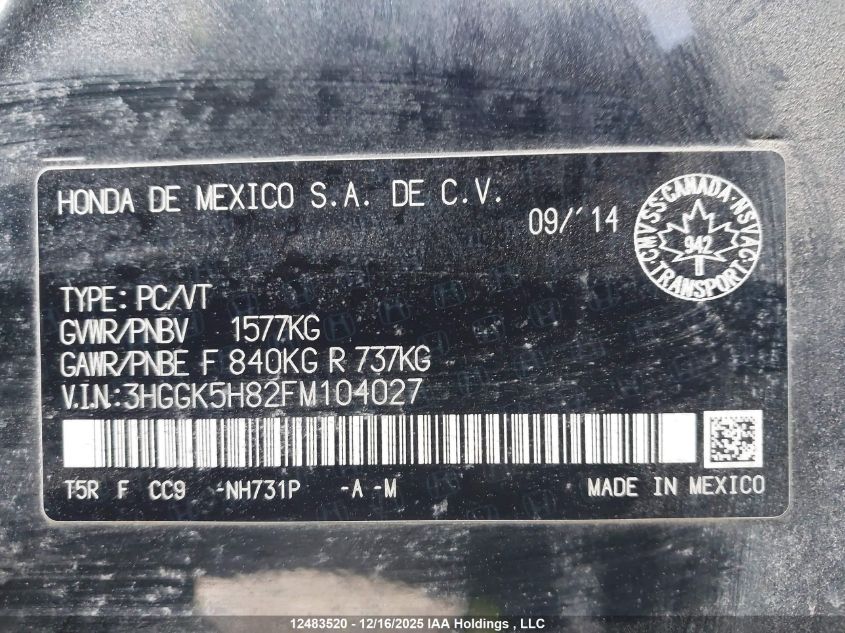 HONDA DE MEXICO S.A. DE C.V.
09/'14
CMVSS·CANADA·NSVAC·TRANSPORT
942
TYPE: PC/VT
GVWR/PNBV 1577KG
GAWR/PNBE F 840KG R 737KG
V.I.N.:3HGGK5H82FM104027
T5R F CC9 -NH731P -A -M MADE IN MEXICO
12483520 - 12/16/2025 IAA Holdings , LLC